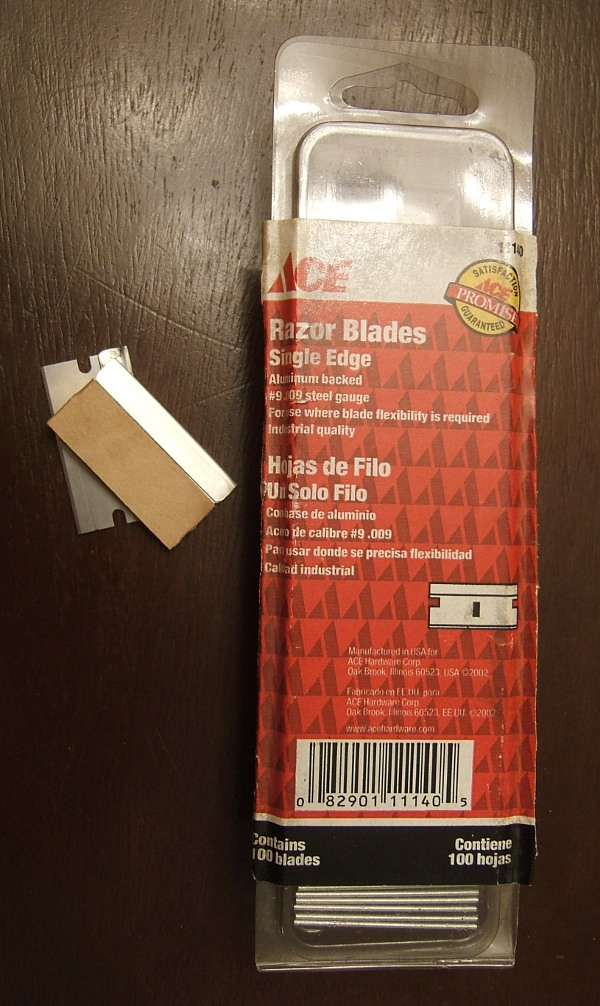 11140
ACE
SATISFACTION
ACE
PROMISE
GUARANTEED
Razor Blades
Single Edge
Aluminum backed
#9 .09 steel gauge
For use where blade flexibility is required
Industrial quality
Hojas de Filo
Un Solo Filo
Con base de aluminio
Acero de calibre #9 .009
Para usar donde se precisa flexibilidad
Calidad industrial
Manufactured in USA for
ACE Hardware Corp.
Oak Brook, Illinois 60523, USA ©2002
Fabricado en EE.UU. para
ACE Hardware Corp.
Oak Brook, Illinois 60523, EE.UU. ©2002
www.acehardware.com
0 82901 11140 5
Contains
100 blades
Contiene
100 hojas